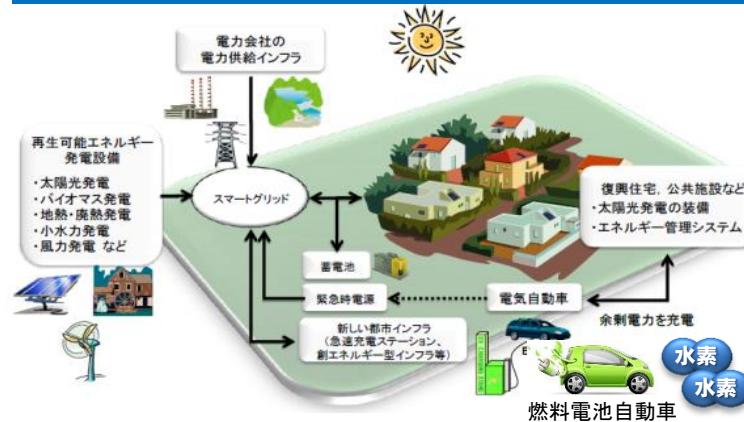 電力会社の
電力供給インフラ
再生可能エネルギー
発電設備
・太陽光発電
・バイオマス発電
・地熱・廃熱発電
・小水力発電
・風力発電 など
スマートグリッド
復興住宅, 公共施設など
・太陽光発電の装備
・エネルギー管理システム
蓄電池
緊急時電源
電気自動車
余剰電力を充電
新しい都市インフラ
（急速充電ステーション、
創エネルギー型インフラ等）
水素
水素
燃料電池自動車